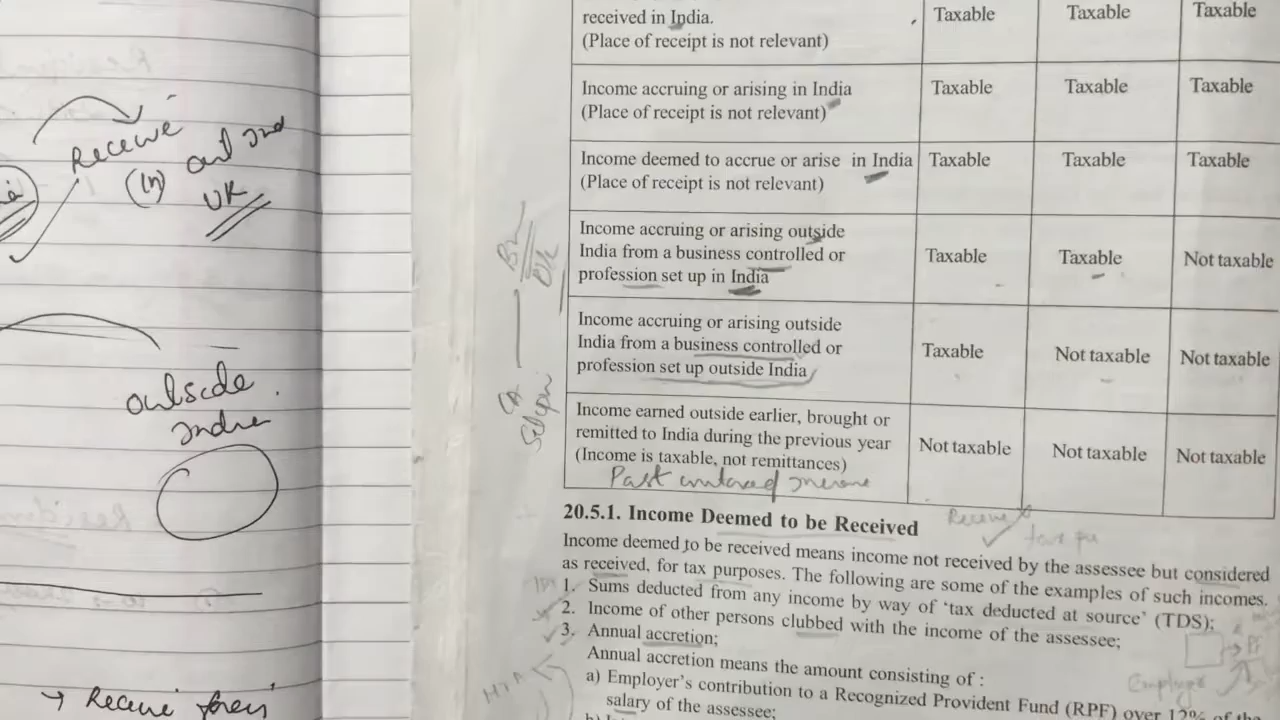 Receive
(In)
out Ind
UK
outside
India
→ Receive
received in India. Taxable Taxable Taxable
(Place of receipt is not relevant)
Income accruing or arising in India Taxable Taxable Taxable
(Place of receipt is not relevant)
Income deemed to accrue or arise in India Taxable Taxable Taxable
(Place of receipt is not relevant)
Income accruing or arising outside
India from a business controlled or Taxable Taxable Not taxable
profession set up in India
UK
Income accruing or arising outside
India from a business controlled or Taxable Not taxable Not taxable
profession set up outside India
Income earned outside earlier, brought or
remitted to India during the previous year Not taxable Not taxable Not taxable
(Income is taxable, not remittances)
Past
20.5.1. Income Deemed to be Received
Receive
Income deemed to be received means income not received by the assessee but considered
as received, for tax purposes. The following are some of the examples of such incomes.
1. Sums deducted from any income by way of ‘tax deducted at source’ (TDS);
2. Income of other persons clubbed with the income of the assessee;
3. Annual accretion;
Annual accretion means the amount consisting of :
PF
a) Employer's contribution to a Recognized Provident Fund (RPF) over 12% of the
salary of the assessee;